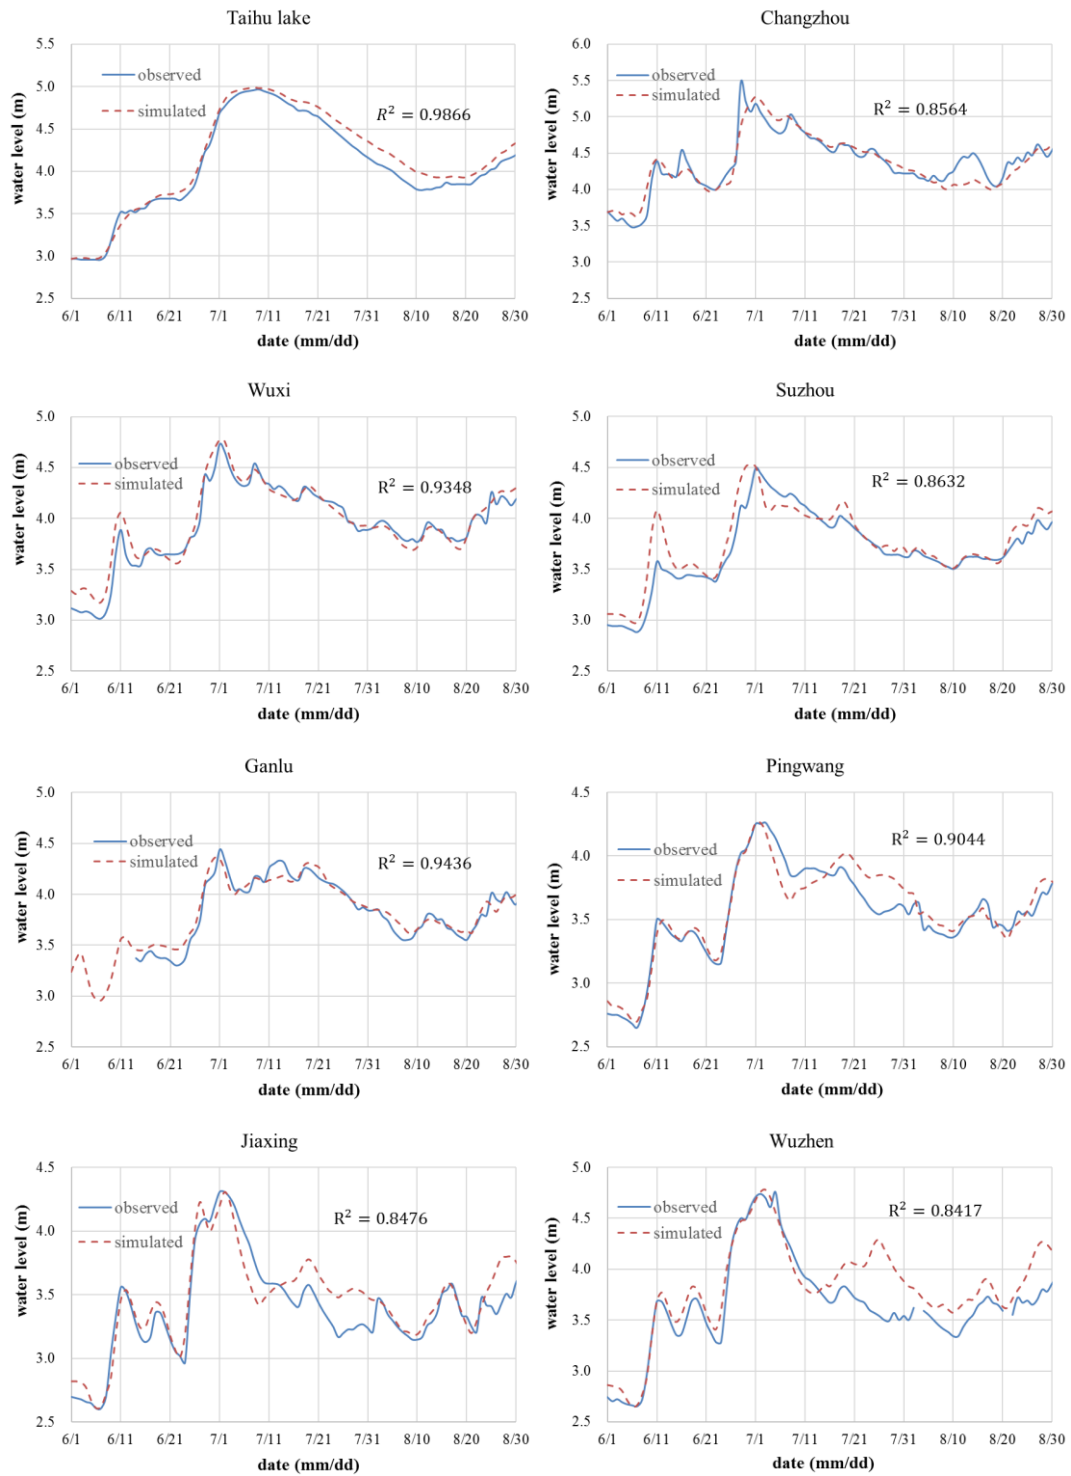 Taihu lake
5.5
5.0
4.5
4.0
3.5
3.0
2.5
water level (m)
observed
simulated
R² = 0.9866
6/1 6/11 6/21 7/1 7/11 7/21 7/31 8/10 8/20 8/30
date (mm/dd)
Changzhou
6.0
5.5
5.0
4.5
4.0
3.5
3.0
2.5
water level (m)
observed
simulated
R² = 0.8564
6/1 6/11 6/21 7/1 7/11 7/21 7/31 8/10 8/20 8/30
date (mm/dd)
Wuxi
5.0
4.5
4.0
3.5
3.0
2.5
water level (m)
observed
simulated
R² = 0.9348
6/1 6/11 6/21 7/1 7/11 7/21 7/31 8/10 8/20 8/30
date (mm/dd)
Suzhou
5.0
4.5
4.0
3.5
3.0
2.5
water level (m)
observed
simulated
R² = 0.8632
6/1 6/11 6/21 7/1 7/11 7/21 7/31 8/10 8/20 8/30
date (mm/dd)
Ganlu
5.0
4.5
4.0
3.5
3.0
2.5
water level (m)
observed
simulated
R² = 0.9436
6/1 6/11 6/21 7/1 7/11 7/21 7/31 8/10 8/20 8/30
date (mm/dd)
Pingwang
4.5
4.0
3.5
3.0
2.5
water level (m)
observed
simulated
R² = 0.9044
6/1 6/11 6/21 7/1 7/11 7/21 7/31 8/10 8/20 8/30
date (mm/dd)
Jiaxing
4.5
4.0
3.5
3.0
2.5
water level (m)
observed
simulated
R² = 0.8476
6/1 6/11 6/21 7/1 7/11 7/21 7/31 8/10 8/20 8/30
date (mm/dd)
Wuzhen
5.0
4.5
4.0
3.5
3.0
2.5
water level (m)
observed
simulated
R² = 0.8417
6/1 6/11 6/21 7/1 7/11 7/21 7/31 8/10 8/20 8/30
date (mm/dd)